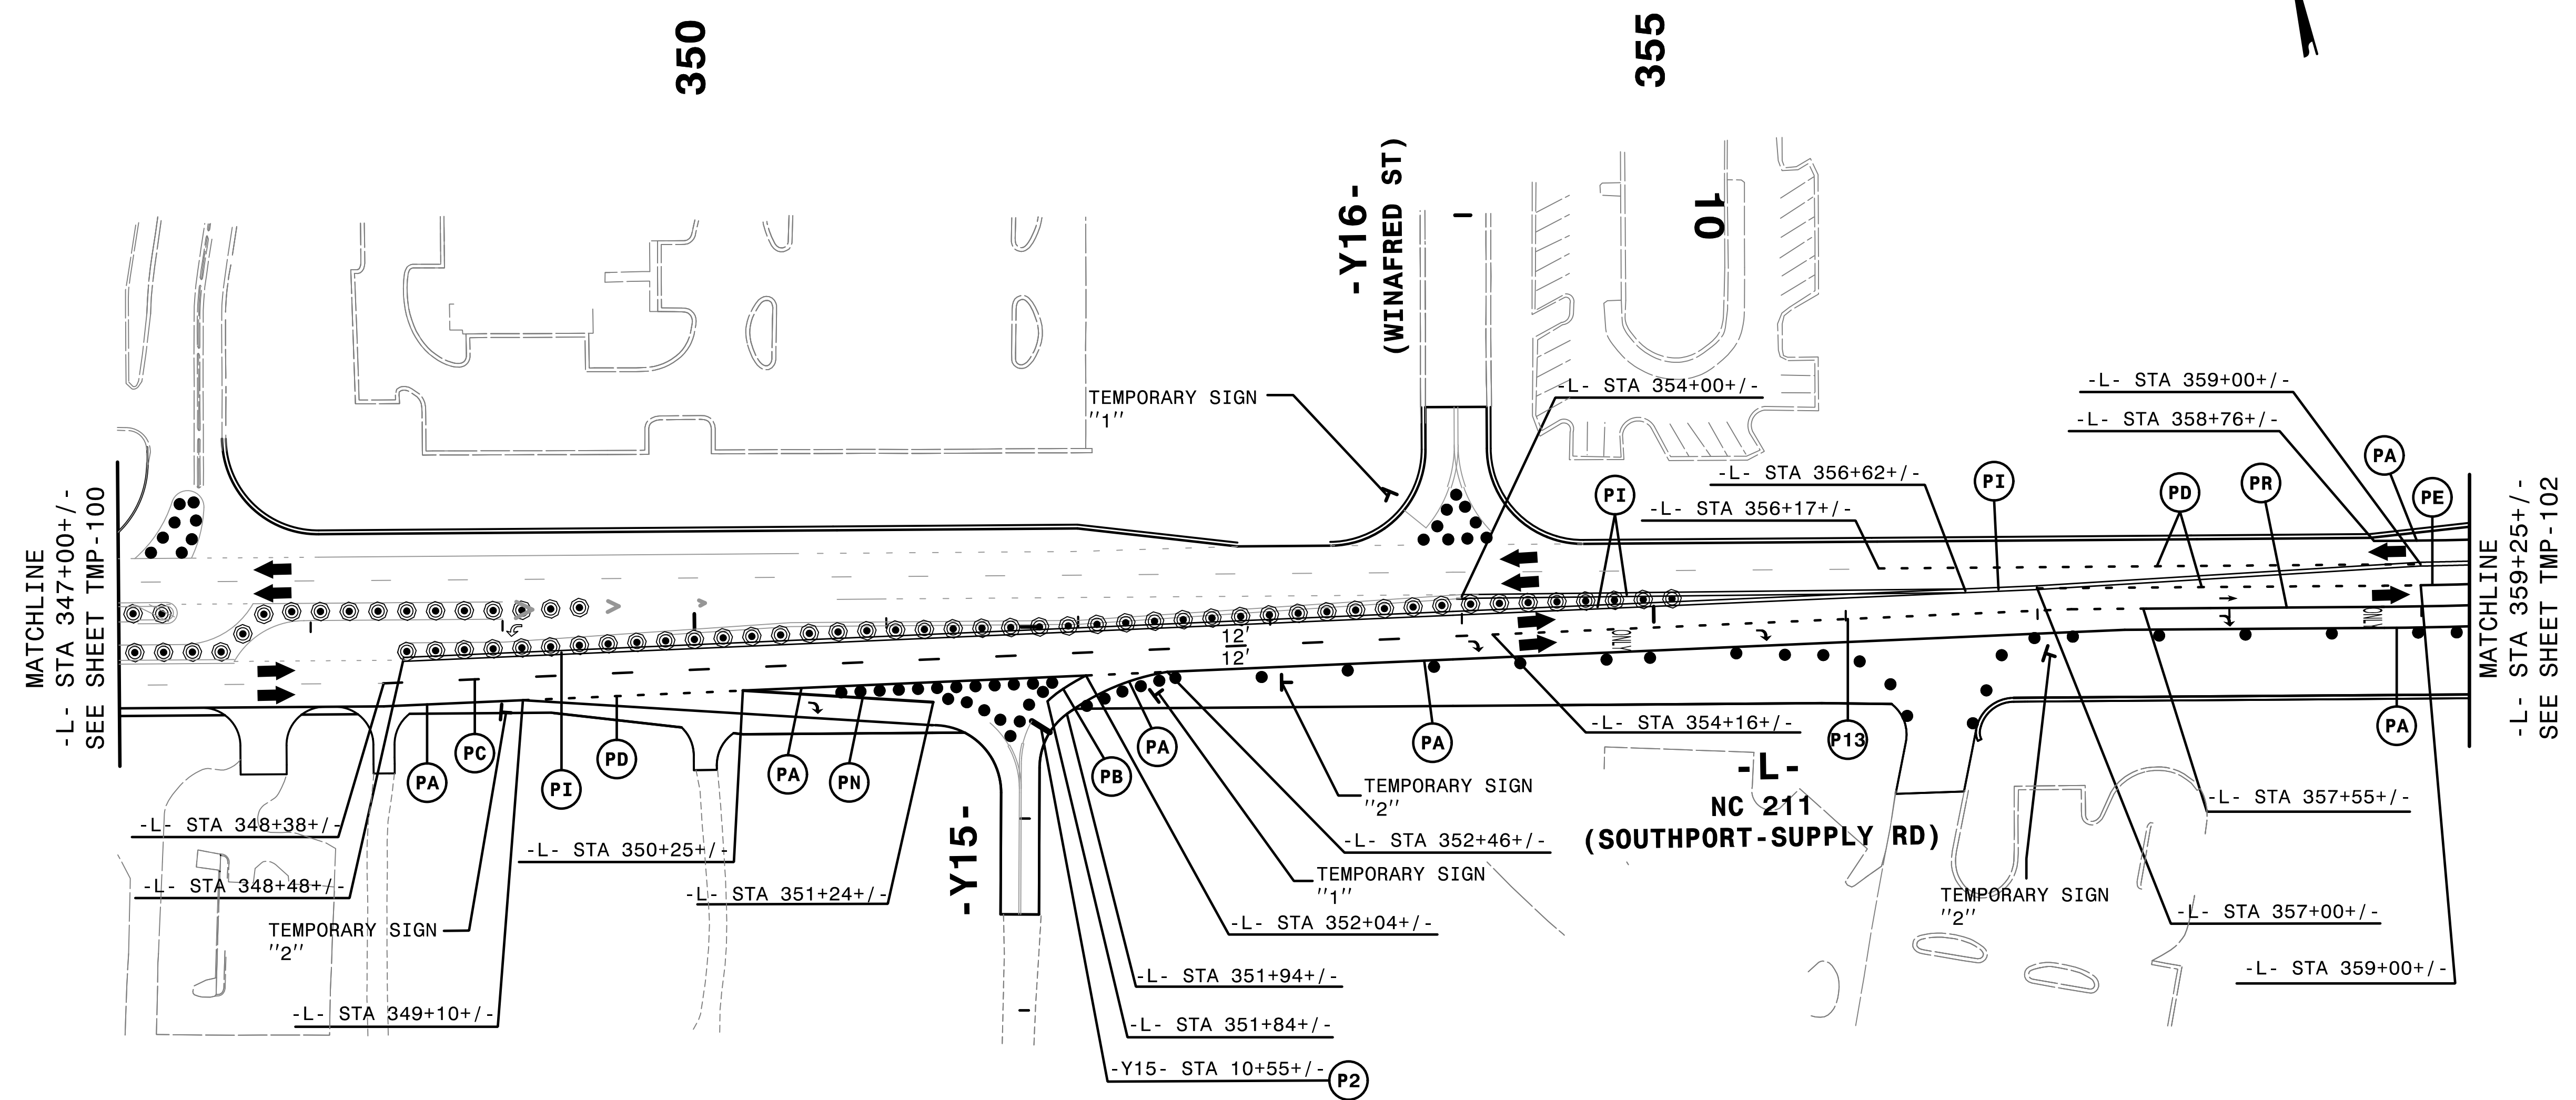 350
355
-Y16-
(WINAFRED ST)
10
-L- STA 354+00+/-
TEMPORARY SIGN
"1"
-L- STA 359+00+/-
-L- STA 358+76+/-
PA
-L- STA 356+62+/-
-L- STA 356+17+/-
PI
PI
PD
PR
PE
MATCHLINE
-L- STA 347+00+/-
SEE SHEET TMP-100
MATCHLINE
-L- STA 359+25+/-
SEE SHEET TMP-102
12'
12'
ONLY
ONLY
PA
PC
PI
PD
PA
PN
PB
PA
PA
-L- STA 354+16+/-
P13
PA
-L-
NC 211
(SOUTHPORT-SUPPLY RD)
TEMPORARY SIGN
"2"
-L- STA 357+55+/-
-L- STA 348+38+/-
-L- STA 350+25+/-
-L- STA 352+46+/-
-L- STA 348+48+/-
-L- STA 351+24+/-
-Y15-
TEMPORARY SIGN
"1"
TEMPORARY SIGN
"2"
-L- STA 357+00+/-
TEMPORARY SIGN
"2"
-L- STA 352+04+/-
-L- STA 359+00+/-
-L- STA 351+94+/-
-L- STA 349+10+/-
-L- STA 351+84+/-
-Y15- STA 10+55+/-
P2